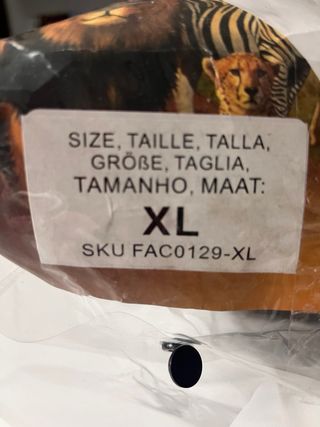 SIZE, TAILLE, TALLA,
GRÖßE, TAGLIA,
TAMANHO, MAAT:
XL
SKU FAC0129-XL